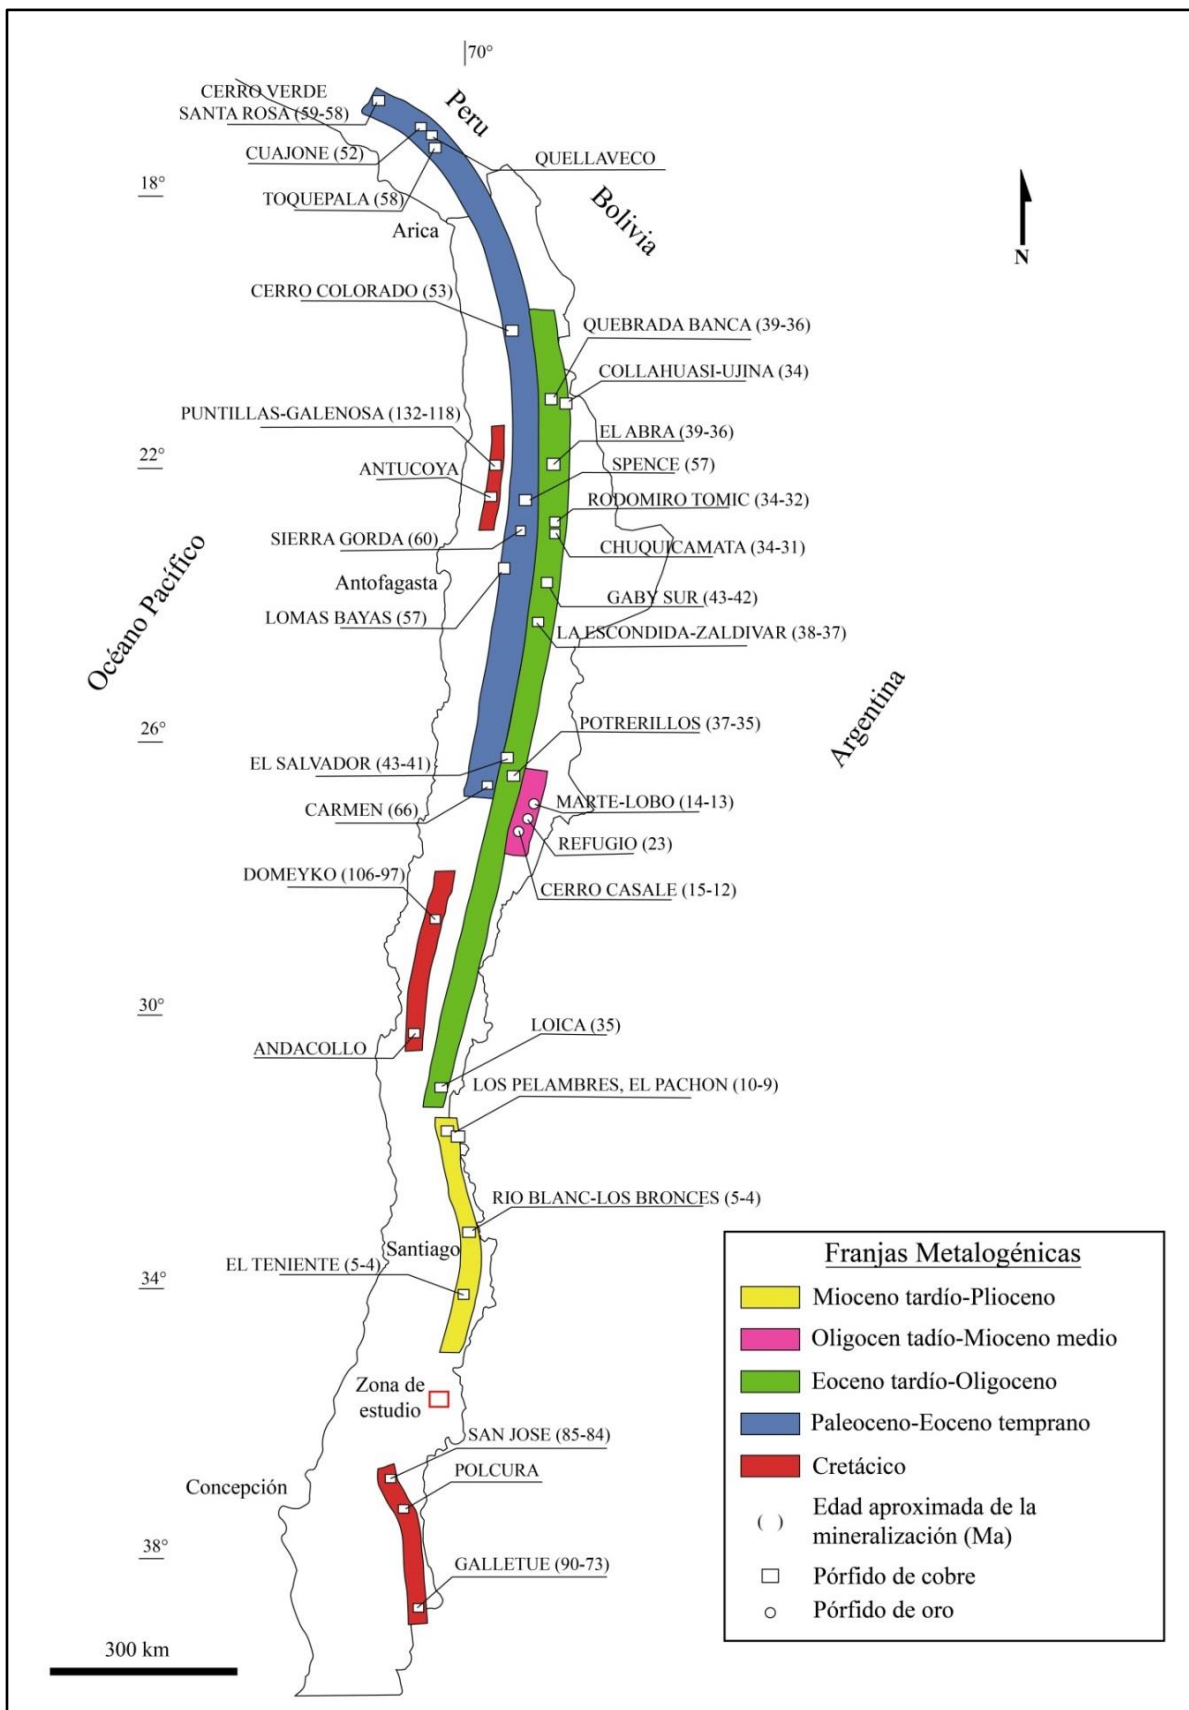 70°
CERRO VERDE
SANTA ROSA (59-58)
CUAJONE (52)
TOQUEPALA (58)
Peru
QUELLAVECO
Bolivia
18°
Arica
N
CERRO COLORADO (53)
QUEBRADA BANCA (39-36)
COLLAHUASI-UJINA (34)
PUNTILLAS-GALENOSA (132-118)
EL ABRA (39-36)
22°
ANTUCOYA
SPENCE (57)
RODOMIRO TOMIC (34-32)
SIERRA GORDA (60)
CHUQUICAMATA (34-31)
Océano Pacífico
Antofagasta
GABY SUR (43-42)
LOMAS BAYAS (57)
LA ESCONDIDA-ZALDIVAR (38-37)
Argentina
26°
POTRERILLOS (37-35)
EL SALVADOR (43-41)
CARMEN (66)
MARTE-LOBO (14-13)
REFUGIO (23)
DOMEYKO (106-97)
CERRO CASALE (15-12)
30°
LOICA (35)
ANDACOLLO
LOS PELAMBRES, EL PACHON (10-9)
RIO BLANC-LOS BRONCES (5-4)
Santiago
EL TENIENTE (5-4)
34°
Zona de
estudio
SAN JOSE (85-84)
POLCURA
Concepción
38°
GALLETUE (90-73)
300 km
Franjas Metalogénicas
Mioceno tardío-Plioceno
Oligocen tadío-Mioceno medio
Eoceno tardío-Oligoceno
Paleoceno-Eoceno temprano
Cretácico
( ) Edad aproximada de la
mineralización (Ma)
Pórfido de cobre
Pórfido de oro